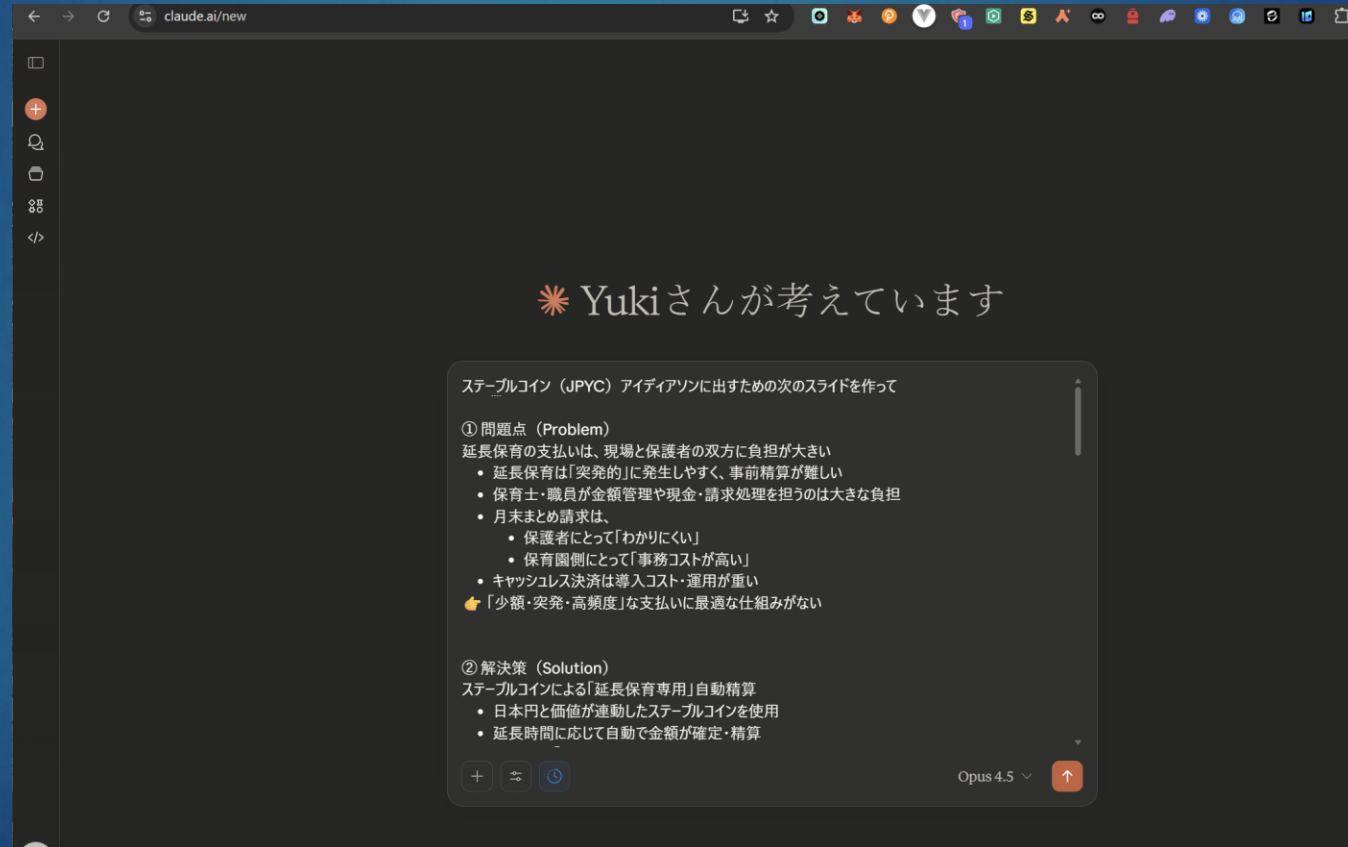 claude.ai/new
1
Yukiさんが考えています
ステーブルコイン（JPYC）アイディアソンに出すための次のスライドを作って
① 問題点（Problem）
延長保育の支払いは、現場と保護者の双方に負担が大きい
• 延長保育は「突発的」に発生しやすく、事前精算が難しい
• 保育士・職員が金額管理や現金・請求処理を担うのは大きな負担
• 月末まとめ請求は、
• 保護者にとって「わかりにくい」
• 保育園側にとって「事務コストが高い」
• キャッシュレス決済は導入コスト・運用が重い
👉「少額・突発・高頻度」な支払いに最適な仕組みがない
② 解決策（Solution）
ステーブルコインによる「延長保育専用」自動精算
• 日本円と価値が連動したステーブルコインを使用
• 延長時間に応じて自動で金額が確定・精算
Opus 4.5